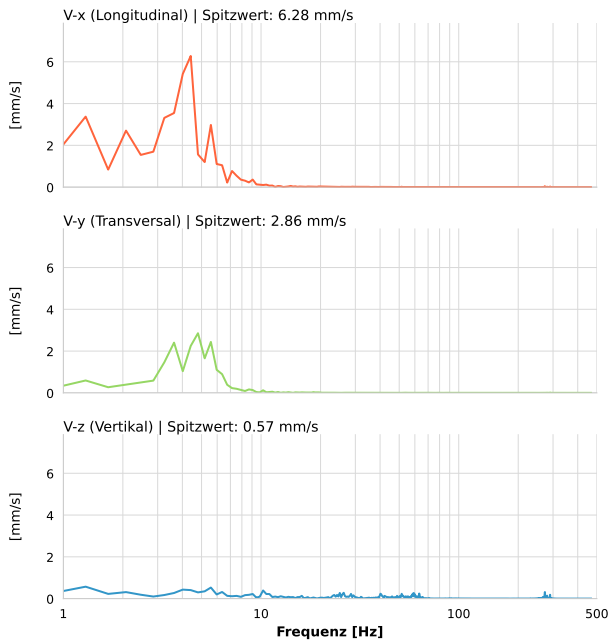 V-x (Longitudinal) | Spitzwert: 6.28 mm/s
[mm/s]
6
4
2
0
V-y (Transversal) | Spitzwert: 2.86 mm/s
[mm/s]
6
4
2
0
V-z (Vertikal) | Spitzwert: 0.57 mm/s
[mm/s]
6
4
2
0
1 10 100 500
Frequenz [Hz]